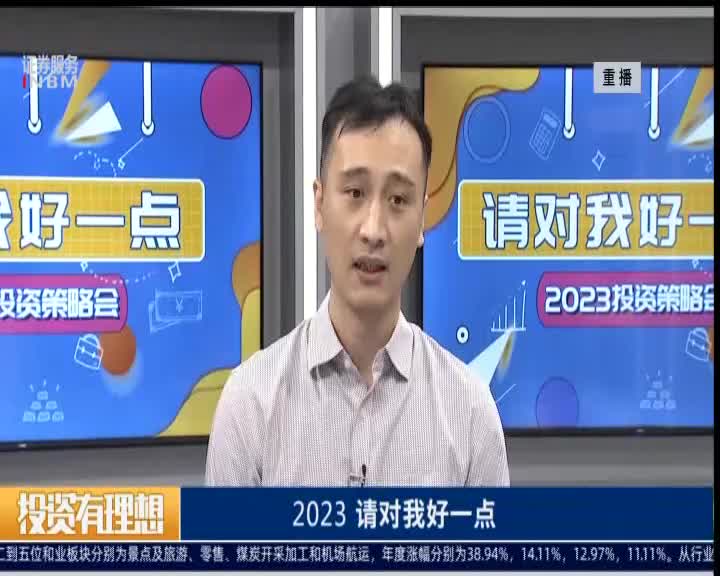 证券服务
NBM
重播
我好一点
投资策略会
请对我好一
2023投资策略会
投资有理想
2023 请对我好一点
二到五位和业板块分别为景点及旅游、零售、煤炭开采加工和机场航运，年度涨幅分别为38.94%，14.11%，12.97%，11.11%。从行业